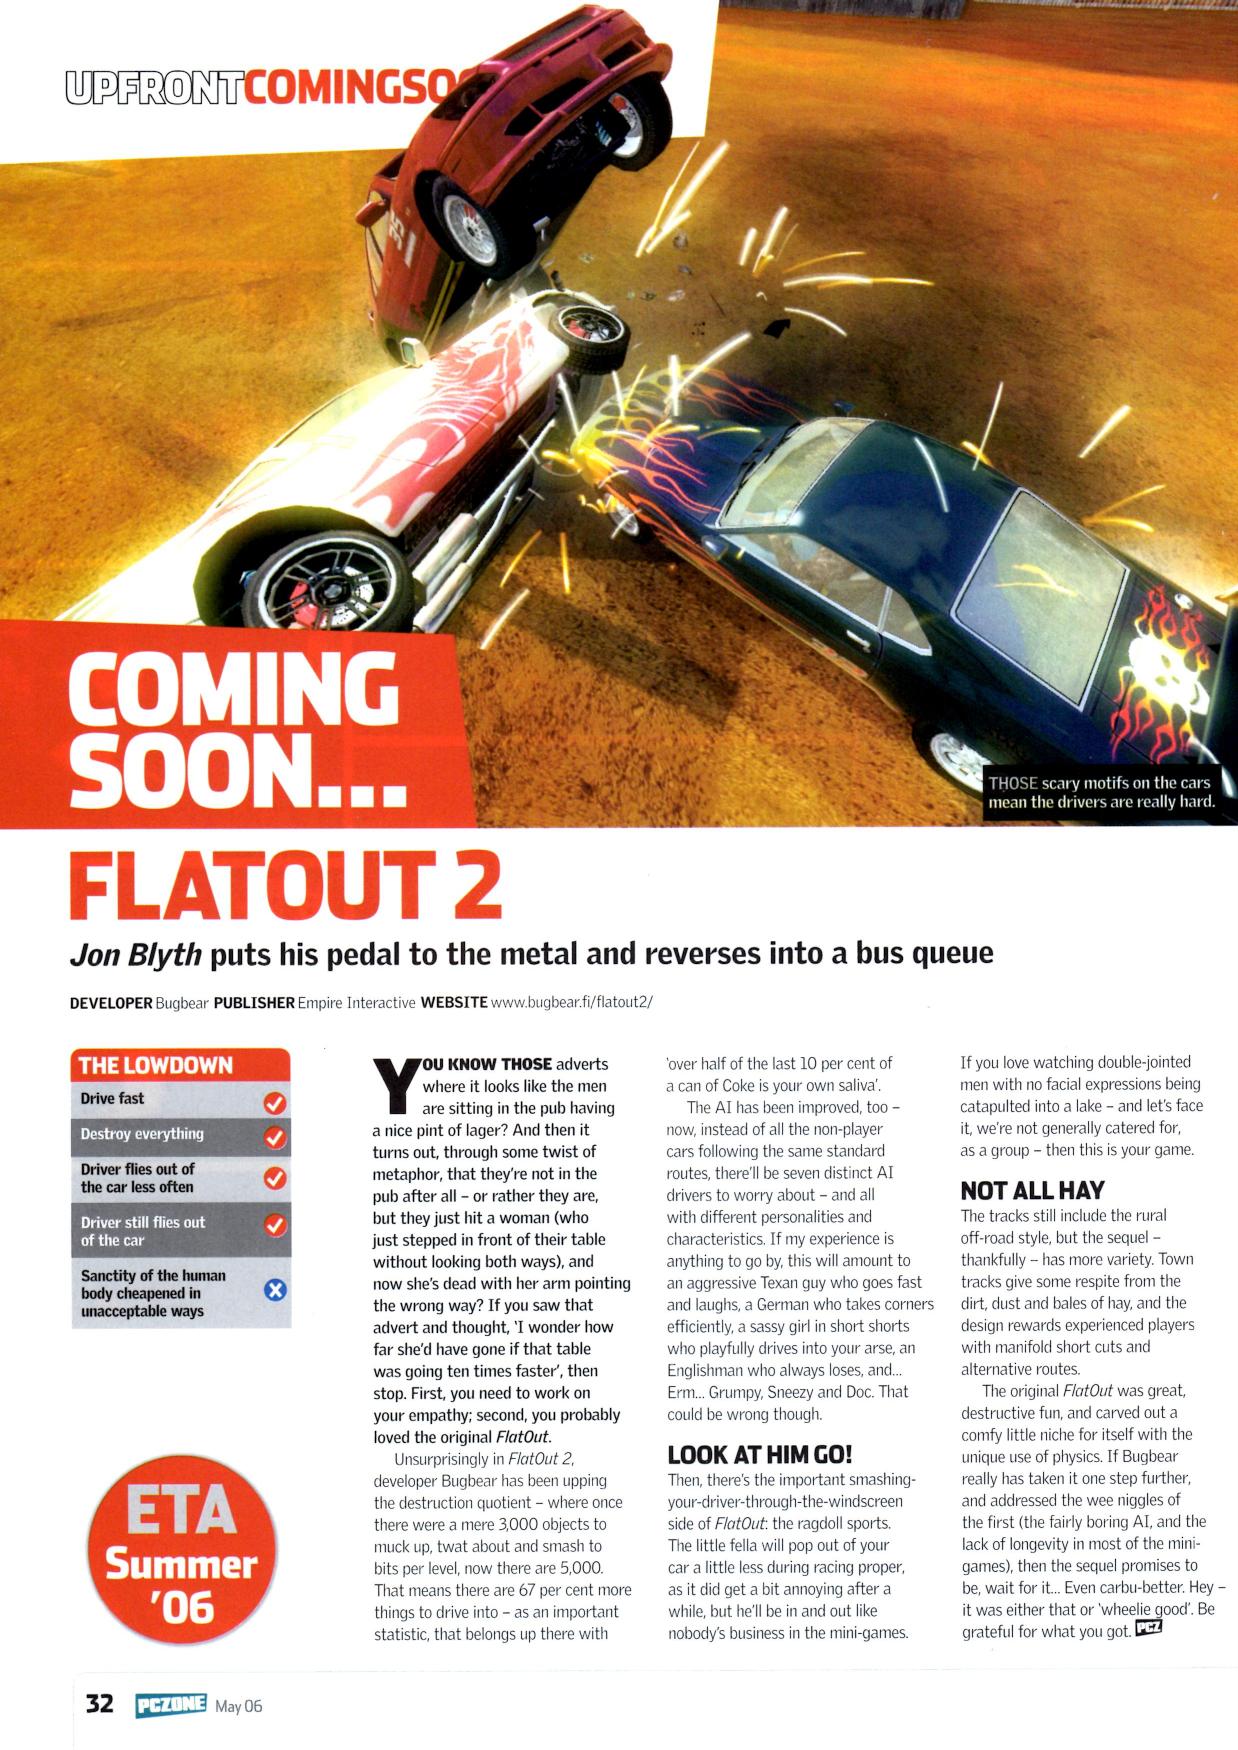 UPFRONTCOMINGSO
COMING
SOON...
THOSE scary motifs on the cars
mean the drivers are really hard.
FLATOUT 2
Jon Blyth puts his pedal to the metal and reverses into a bus queue
DEVELOPER Bugbear PUBLISHER Empire Interactive WEBSITE www.bugbear.fi/flatout2/
THE LOWDOWN
Drive fast
Destroy everything
Driver flies out of
the car less often
Driver still flies out
of the car
Sanctity of the human
body cheapened in
unacceptable ways
ETA
Summer
'06
YOU KNOW THOSE adverts
where it looks like the men
are sitting in the pub having
a nice pint of lager? And then it
turns out, through some twist of
metaphor, that they're not in the
pub after all – or rather they are,
but they just hit a woman (who
just stepped in front of their table
without looking both ways), and
now she's dead with her arm pointing
the wrong way? If you saw that
advert and thought, 'I wonder how
far she'd have gone if that table
was going ten times faster', then
stop. First, you need to work on
your empathy; second, you probably
loved the original FlatOut.
Unsurprisingly in FlatOut 2,
developer Bugbear has been upping
the destruction quotient – where once
there were a mere 3,000 objects to
muck up, twat about and smash to
bits per level, now there are 5,000.
That means there are 67 per cent more
things to drive into – as an important
statistic, that belongs up there with
'over half of the last 10 per cent of
a can of Coke is your own saliva'.
The AI has been improved, too –
now, instead of all the non-player
cars following the same standard
routes, there'll be seven distinct AI
drivers to worry about – and all
with different personalities and
characteristics. If my experience is
anything to go by, this will amount to
an aggressive Texan guy who goes fast
and laughs, a German who takes corners
efficiently, a sassy girl in short shorts
who playfully drives into your arse, an
Englishman who always loses, and...
Erm... Grumpy, Sneezy and Doc. That
could be wrong though.
LOOK AT HIM GO!
Then, there's the important smashing-
your-driver-through-the-windscreen
side of FlatOut: the ragdoll sports.
The little fella will pop out of your
car a little less during racing proper,
as it did get a bit annoying after a
while, but he'll be in and out like
nobody's business in the mini-games.
If you love watching double-jointed
men with no facial expressions being
catapulted into a lake – and let's face
it, we're not generally catered for,
as a group – then this is your game.
NOT ALL HAY
The tracks still include the rural
off-road style, but the sequel –
thankfully – has more variety. Town
tracks give some respite from the
dirt, dust and bales of hay, and the
design rewards experienced players
with manifold short cuts and
alternative routes.
The original FlatOut was great,
destructive fun, and carved out a
comfy little niche for itself with the
unique use of physics. If Bugbear
really has taken it one step further,
and addressed the wee niggles of
the first (the fairly boring AI, and the
lack of longevity in most of the mini-
games), then the sequel promises to
be, wait for it... Even carbu-better. Hey –
it was either that or 'wheelie good'. Be
grateful for what you got. PCZ
32 PCZONE May 06